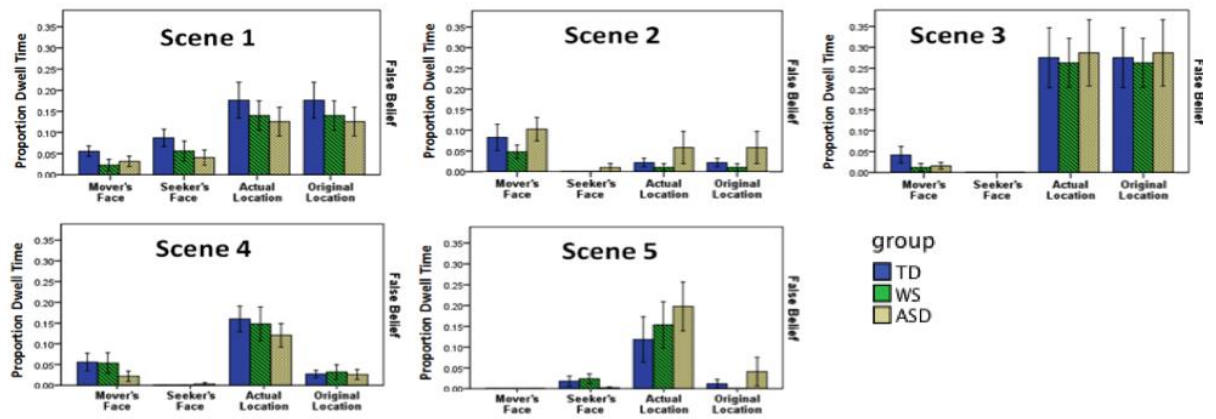 Scene 1
Proportion Dwell Time
0.35
0.30
0.25
0.20
0.15
0.10
0.05
0.00
Mover's Face
Seeker's Face
Actual Location
Original Location
False Belief
Scene 2
Proportion Dwell Time
0.35
0.30
0.25
0.20
0.15
0.10
0.05
0.00
Mover's Face
Seeker's Face
Actual Location
Original Location
False Belief
Scene 3
Proportion Dwell Time
0.35
0.30
0.25
0.20
0.15
0.10
0.05
0.00
Mover's Face
Seeker's Face
Actual Location
Original Location
False Belief
Scene 4
Proportion Dwell Time
0.35
0.30
0.25
0.20
0.15
0.10
0.05
0.00
Mover's Face
Seeker's Face
Actual Location
Original Location
False Belief
Scene 5
Proportion Dwell Time
0.35
0.30
0.25
0.20
0.15
0.10
0.05
0.00
Mover's Face
Seeker's Face
Actual Location
Original Location
False Belief
group
TD
WS
ASD